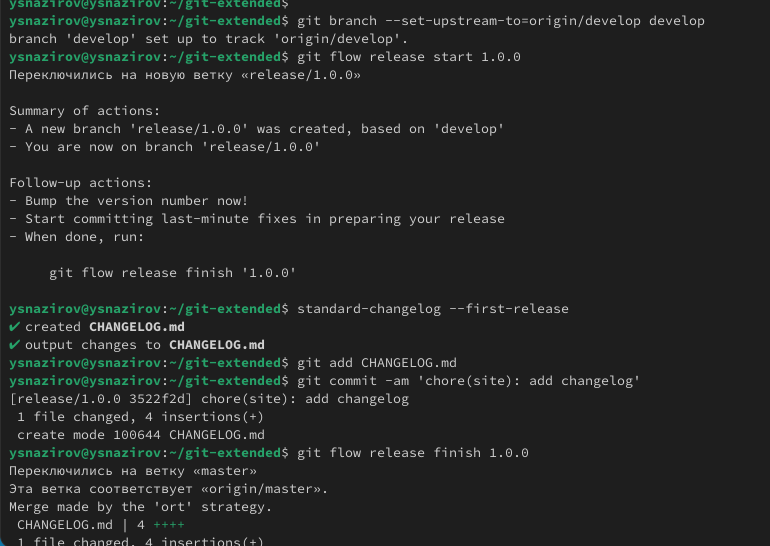 ysnazirov@ysnazirov:~/git-extended$
ysnazirov@ysnazirov:~/git-extended$ git branch --set-upstream-to=origin/develop develop
branch 'develop' set up to track 'origin/develop'.
ysnazirov@ysnazirov:~/git-extended$ git flow release start 1.0.0
Переключились на новую ветку «release/1.0.0»
Summary of actions:
- A new branch 'release/1.0.0' was created, based on 'develop'
- You are now on branch 'release/1.0.0'
Follow-up actions:
- Bump the version number now!
- Start committing last-minute fixes in preparing your release
- When done, run:
git flow release finish '1.0.0'
ysnazirov@ysnazirov:~/git-extended$ standard-changelog --first-release
✔ created CHANGELOG.md
✔ output changes to CHANGELOG.md
ysnazirov@ysnazirov:~/git-extended$ git add CHANGELOG.md
ysnazirov@ysnazirov:~/git-extended$ git commit -am 'chore(site): add changelog'
[release/1.0.0 3522f2d] chore(site): add changelog
1 file changed, 4 insertions(+)
create mode 100644 CHANGELOG.md
ysnazirov@ysnazirov:~/git-extended$ git flow release finish 1.0.0
Переключились на ветку «master»
Эта ветка соответствует «origin/master».
Merge made by the 'ort' strategy.
CHANGELOG.md | 4 ++++
1 file changed, 4 insertions(+)